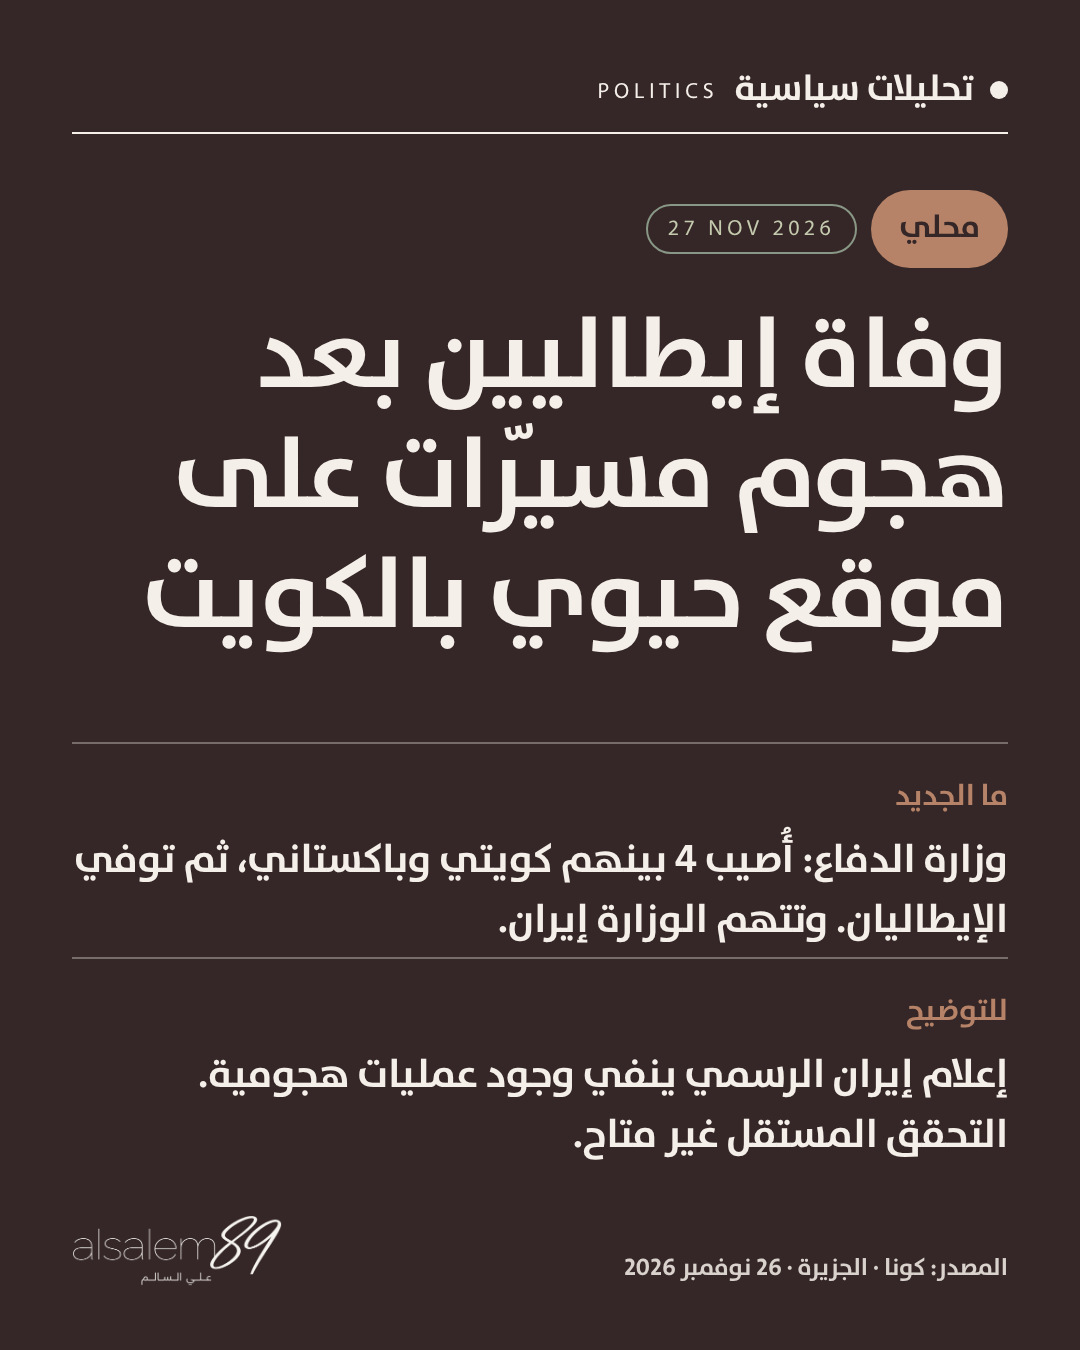 تحليلات سياسية POLITICS
محلي 27 NOV 2026
وفاة إيطاليين بعد
هجوم مسيّرات على
موقع حيوي بالكويت
ما الجديد
وزارة الدفاع: أُصيب 4 بينهم كويتي وباكستاني، ثم توفي
الإيطاليان. وتتهم الوزارة إيران.
للتوضيح
إعلام إيران الرسمي ينفي وجود عمليات هجومية.
التحقق المستقل غير متاح.
المصدر: كونا · الجزيرة · 26 نوفمبر 2026
alsalem89
علي السالم